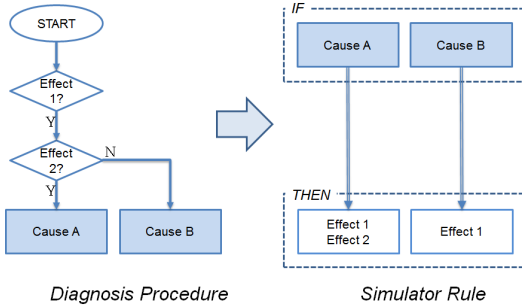 START
Effect
1?
Y
Effect
2?
N
Y
Cause A
Cause B
Diagnosis Procedure
IF
Cause A
Cause B
THEN
Effect 1
Effect 2
Effect 1
Simulator Rule